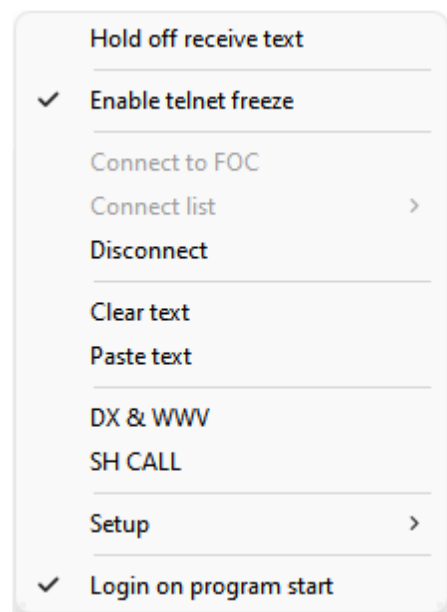 Hold off receive text
Enable telnet freeze
Connect to FOC
Connect list
Disconnect
Clear text
Paste text
DX & WWV
SH CALL
Setup
Login on program start